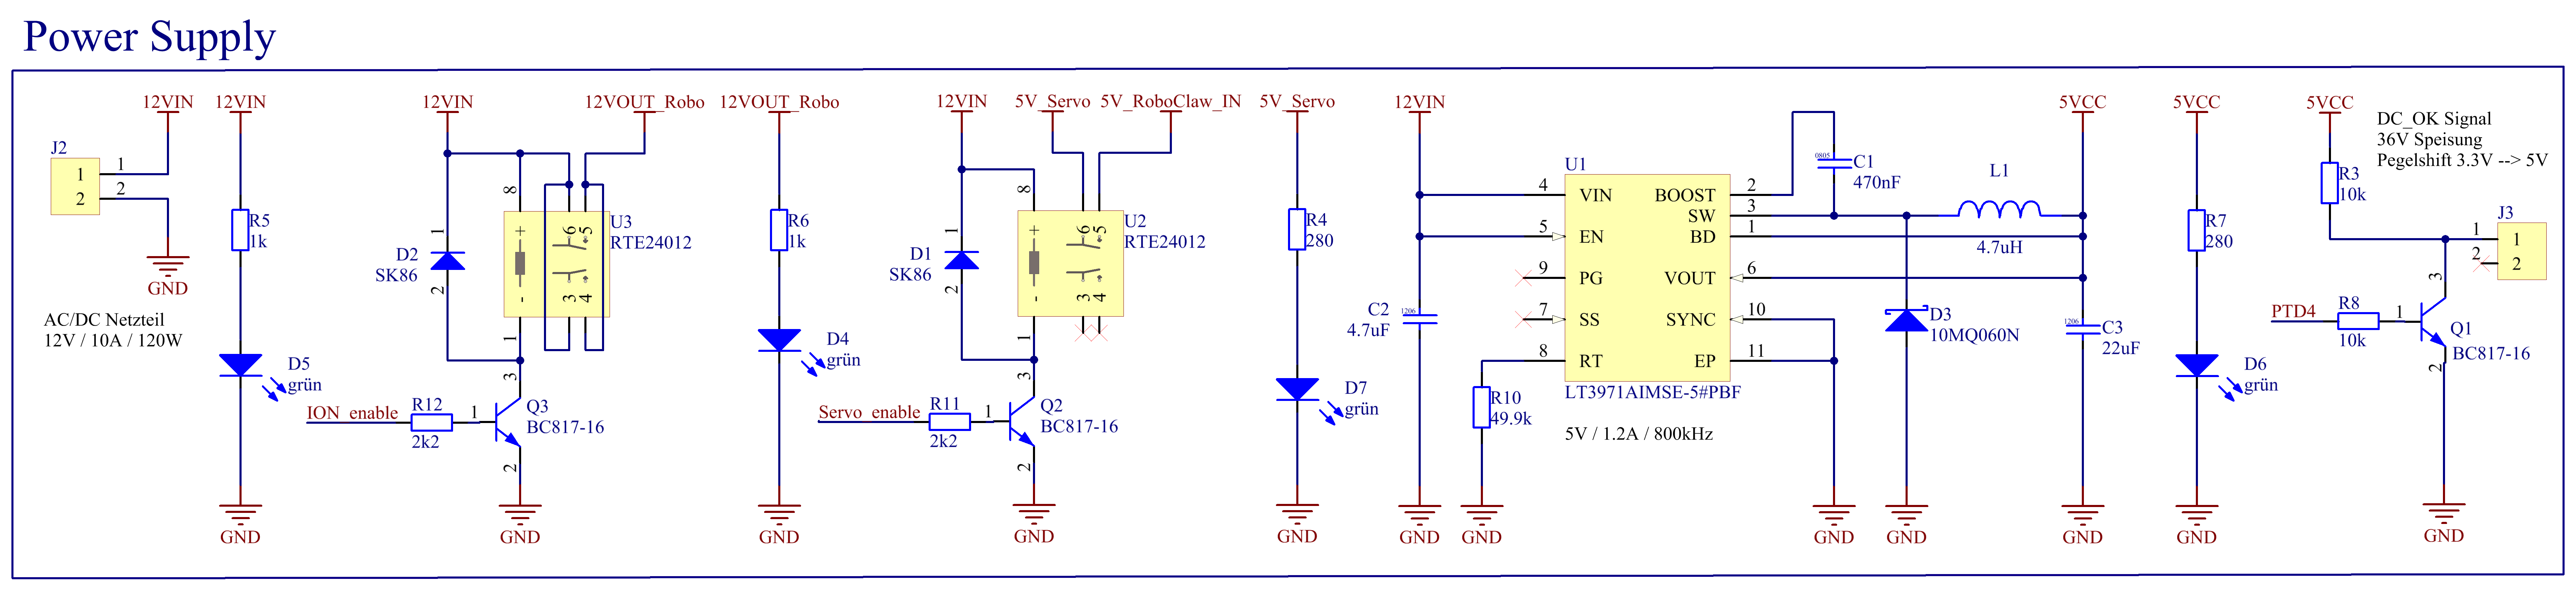 Power Supply
12VIN
J2
1
2
1
2
GND
AC/DC Netzteil
12V / 10A / 120W
12VIN
R5
1k
D5
grün
GND
12VIN
12VOUT_Robo
D2
SK86
1
2
8
+
-
1
6
5
3
4
U3
RTE24012
ION_enable
R12
2k2
1
3
2
Q3
BC817-16
GND
12VOUT_Robo
R6
1k
D4
grün
GND
12VIN
5V_Servo
5V_RoboClaw_IN
D1
SK86
1
2
8
+
-
1
6
5
3
4
U2
RTE24012
Servo_enable
R11
2k2
1
3
2
Q2
BC817-16
GND
5V_Servo
R4
280
D7
grün
GND
12VIN
C2
1206
4.7uF
GND
R10
49.9k
GND
U1
4
VIN
5
EN
9
PG
7
SS
8
RT
BOOST
2
SW
3
BD
1
VOUT
6
SYNC
10
EP
11
LT3971AIMSE-5#PBF
5V / 1.2A / 800kHz
0805
C1
470nF
GND
L1
4.7uH
D3
10MQ060N
GND
5VCC
1206
C3
22uF
GND
5VCC
R7
280
D6
grün
GND
5VCC
DC_OK Signal
36V Speisung
Pegelshift 3.3V --> 5V
R3
10k
J3
1
2
1
2
PTD4
R8
10k
1
3
2
Q1
BC817-16
GND